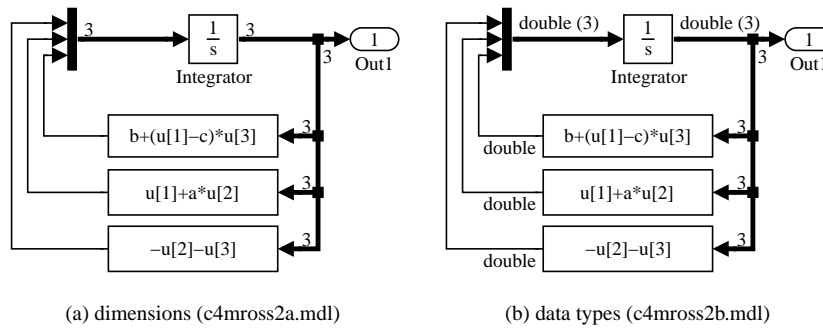 3
1
s
3
1
3
Integrator
Out1
b+(u[1]−c)*u[3]
3
u[1]+a*u[2]
3
−u[2]−u[3]
3
(a) dimensions (c4mross2a.mdl)
double (3)
1
s
double (3)
1
3
Integrator
Out1
b+(u[1]−c)*u[3]
3
double
u[1]+a*u[2]
3
double
−u[2]−u[3]
3
double
(b) data types (c4mross2b.mdl)